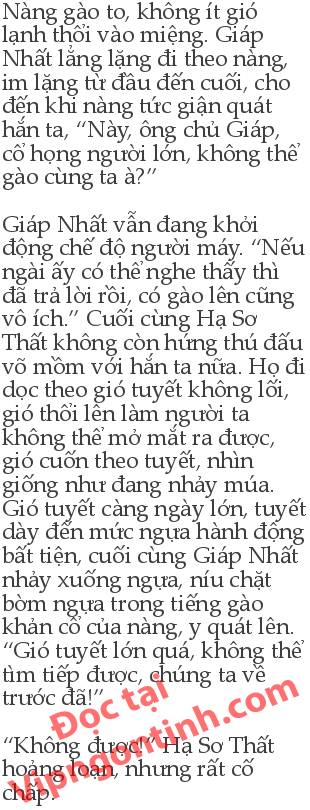 Nàng gào to, không ít gió
lạnh thổi vào miệng. Giáp
Nhất lẳng lặng đi theo nàng,
im lặng từ đầu đến cuối, cho
đến khi nàng tức giận quát
hắn ta, “Này, ông chủ Giáp,
cổ họng người lớn, không thể
gào cùng ta à?”
Giáp Nhất vẫn đang khởi
động chế độ người máy. “Nếu
ngài ấy có thể nghe thấy thì
đã trả lời rồi, có gào lên cũng
vô ích.” Cuối cùng Hạ Sơ
Thất không còn hứng thú đấu
võ mồm với hắn ta nữa. Họ đi
dọc theo gió tuyết không lối,
gió thổi lên làm người ta
không thể mở mắt ra được,
gió cuốn theo tuyết, nhìn
giống như đang nhảy múa.
Gió tuyết càng ngày lớn, tuyết
dày đến mức ngựa hành động
bất tiện, cuối cùng Giáp Nhất
nhảy xuống ngựa, níu chặt
bờm ngựa trong tiếng gào
khản cổ của nàng, y quát lên.
“Gió tuyết lớn quá, không thể
tìm tiếp được, chúng ta về
trước đã!”
“Không được!” Hạ Sơ Thất
hoảng loạn, nhưng rất cố
chấp.
Đọc tại
Vipngontinh.com